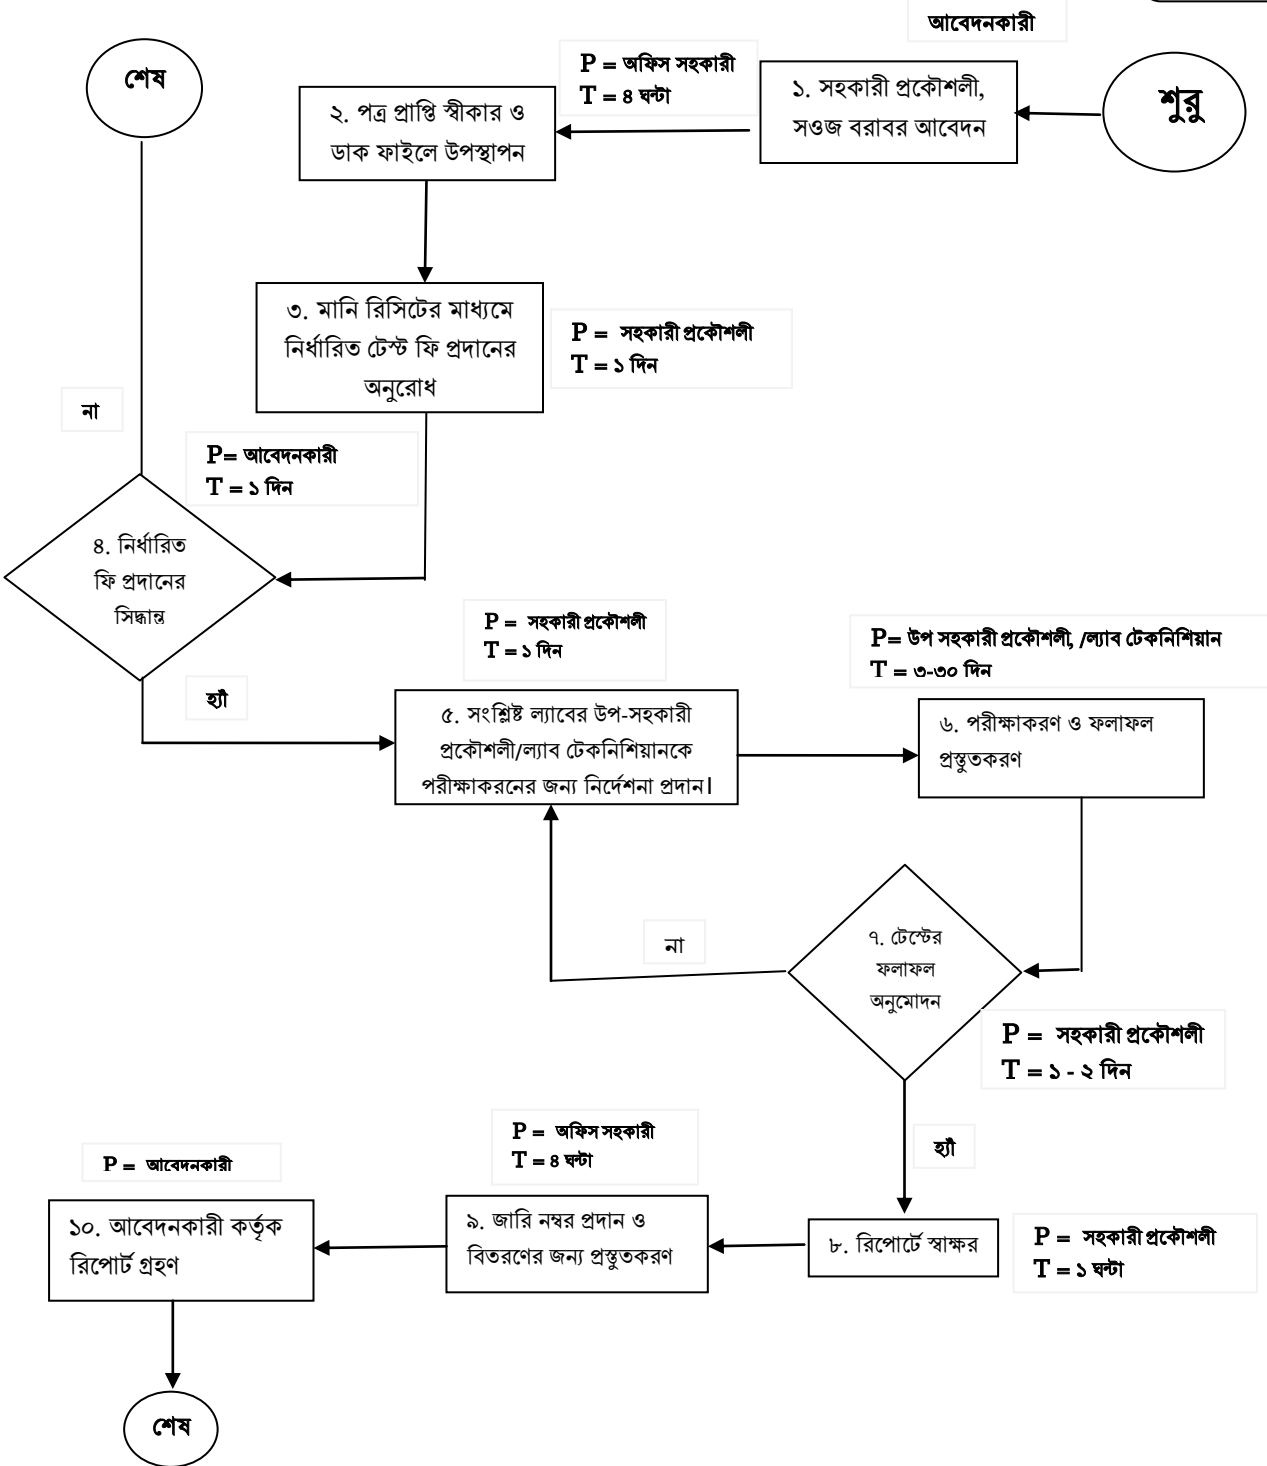 আবেদনকারী
শুরু
১. সহকারী প্রকৌশলী,
সওজ বরাবর আবেদন
P = অফিস সহকারী
T = ৪ ঘন্টা
২. পত্র প্রাপ্তি স্বীকার ও
ডাক ফাইলে উপস্থাপন
শেষ
৩. মানি রিসিটের মাধ্যমে
নির্ধারিত টেস্ট ফি প্রদানের
অনুরোধ
P = সহকারী প্রকৌশলী
T = ১ দিন
না
P= আবেদনকারী
T = ১ দিন
৪. নির্ধারিত
ফি প্রদানের
সিদ্ধান্ত
হ্যাঁ
P = সহকারী প্রকৌশলী
T = ১ দিন
৫. সংশ্লিষ্ট ল্যাবের উপ-সহকারী
প্রকৌশলী/ল্যাব টেকনিশিয়ানকে
পরীক্ষাকরনের জন্য নির্দেশনা প্রদান।
P= উপ সহকারী প্রকৌশলী, /ল্যাব টেকনিশিয়ান
T = ৩-৩০ দিন
৬. পরীক্ষাকরণ ও ফলাফল
প্রস্তুতকরণ
৭. টেস্টের
ফলাফল
অনুমোদন
না
P = সহকারী প্রকৌশলী
T = ১ - ২ দিন
হ্যাঁ
৮. রিপোর্টে স্বাক্ষর
P = সহকারী প্রকৌশলী
T = ১ ঘন্টা
P = অফিস সহকারী
T = ৪ ঘন্টা
৯. জারি নম্বর প্রদান ও
বিতরণের জন্য প্রস্তুতকরণ
P = আবেদনকারী
১০. আবেদনকারী কর্তৃক
রিপোর্ট গ্রহণ
শেষ